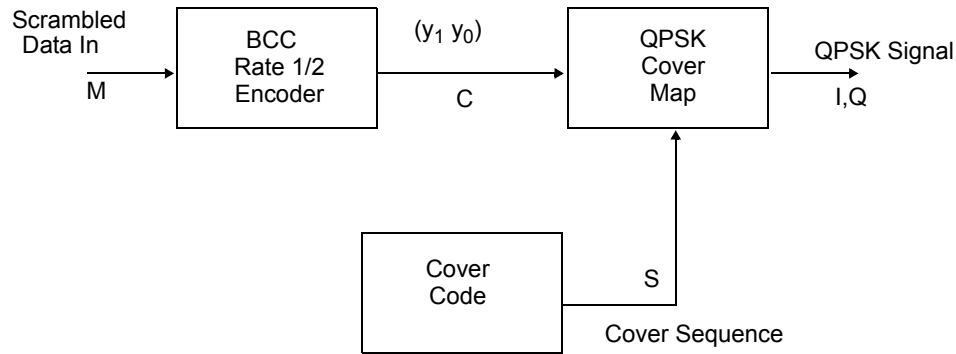 Scrambled
Data In
M
BCC
Rate 1/2
Encoder
(y₁ y₀)
C
QPSK
Cover
Map
QPSK Signal
I,Q
Cover
Code
S
Cover Sequence